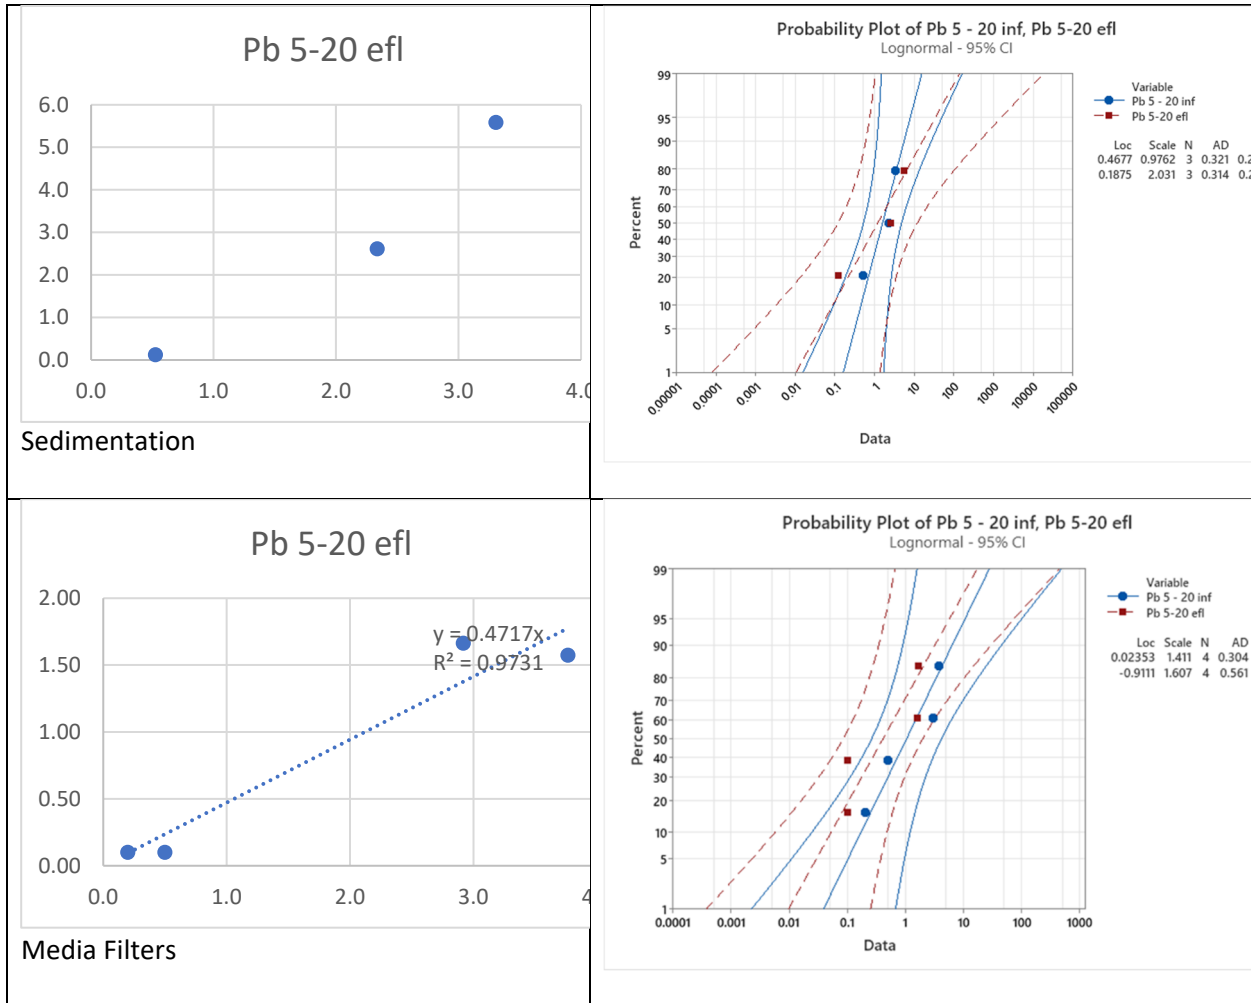 Pb 5-20 efl
6.0
5.0
4.0
3.0
2.0
1.0
0.0
0.0 1.0 2.0 3.0 4.0
Sedimentation
Probability Plot of Pb 5 - 20 inf, Pb 5-20 efl
Lognormal - 95% CI
99
95
90
80
70
60
50
40
30
20
10
5
1
Percent
0.00001 0.0001 0.001 0.01 0.1 1 10 100 1000 10000 100000
Data
Variable
Pb 5 - 20 inf
Pb 5-20 efl
Loc Scale N AD
0.4677 0.9762 3 0.321 0.2
0.1875 2.031 3 0.314 0.2
Pb 5-20 efl
2.00
1.50
1.00
0.50
0.00
y = 0.4717x
R² = 0.9731
0.0 1.0 2.0 3.0 4
Media Filters
Probability Plot of Pb 5 - 20 inf, Pb 5-20 efl
Lognormal - 95% CI
99
95
90
80
70
60
50
40
30
20
10
5
1
Percent
0.0001 0.001 0.01 0.1 1 10 100 1000
Data
Variable
Pb 5 - 20 inf
Pb 5-20 efl
Loc Scale N AD
0.02353 1.411 4 0.304
-0.9111 1.607 4 0.561